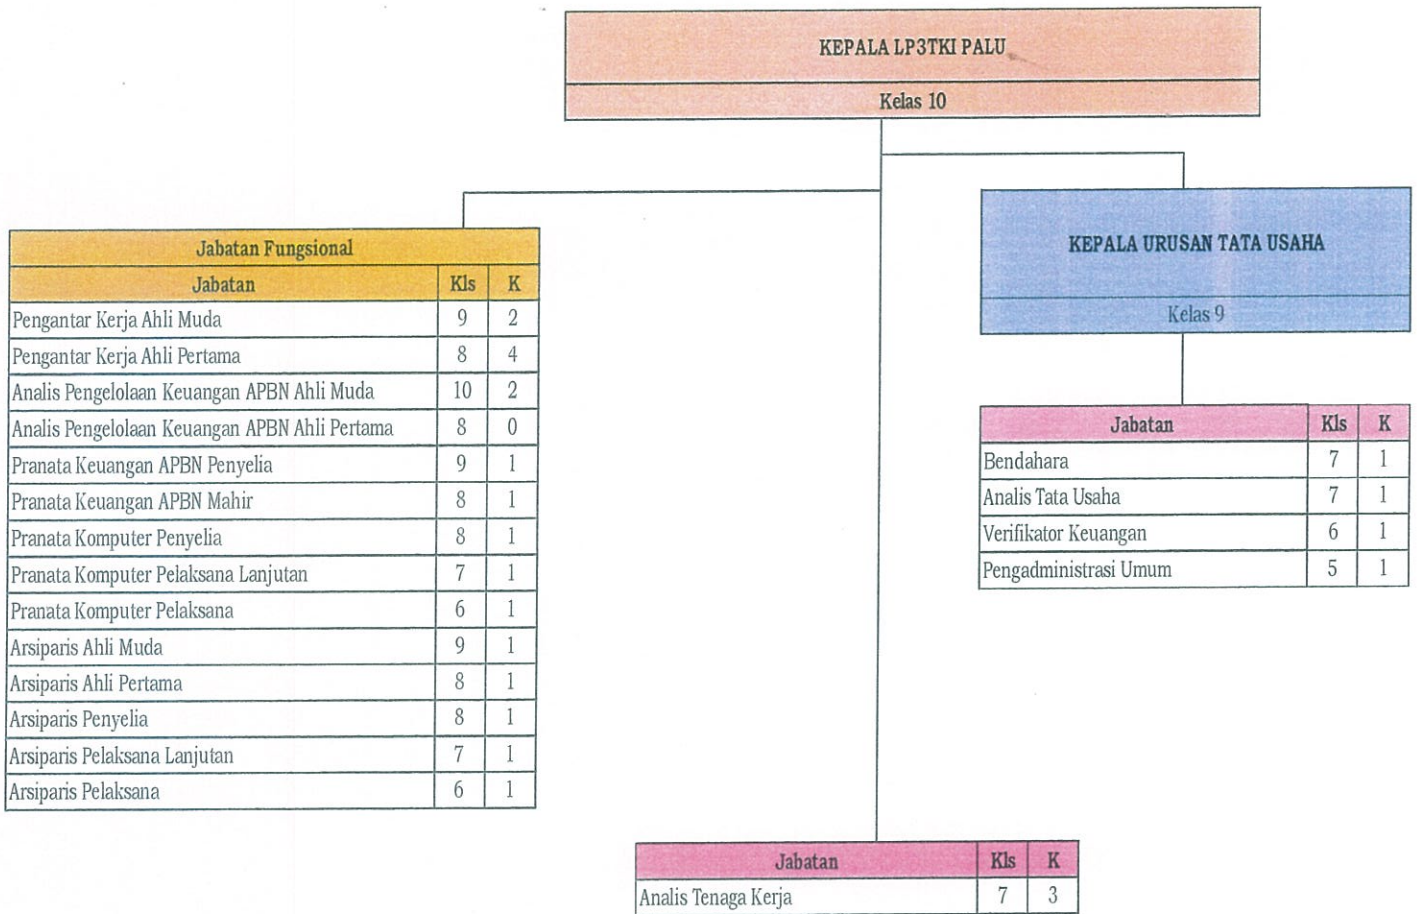 KEPALA LP3TKI PALU
Kelas 10
KEPALA URUSAN TATA USAHA
Kelas 9
Jabatan Fungsional
Jabatan Kls K
Pengantar Kerja Ahli Muda 9 2
Pengantar Kerja Ahli Pertama 8 4
Analis Pengelolaan Keuangan APBN Ahli Muda 10 2
Analis Pengelolaan Keuangan APBN Ahli Pertama 8 0
Pranata Keuangan APBN Penyelia 9 1
Pranata Keuangan APBN Mahir 8 1
Pranata Komputer Penyelia 8 1
Pranata Komputer Pelaksana Lanjutan 7 1
Pranata Komputer Pelaksana 6 1
Arsiparis Ahli Muda 9 1
Arsiparis Ahli Pertama 8 1
Arsiparis Penyelia 8 1
Arsiparis Pelaksana Lanjutan 7 1
Arsiparis Pelaksana 6 1
Jabatan Kls K
Bendahara 7 1
Analis Tata Usaha 7 1
Verifikator Keuangan 6 1
Pengadministrasi Umum 5 1
Jabatan Kls K
Analis Tenaga Kerja 7 3